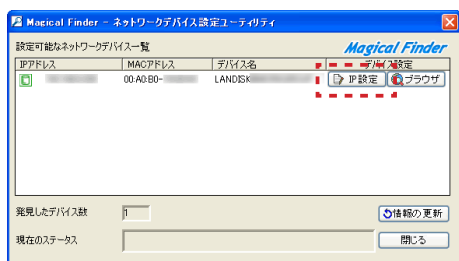 Magical Finder - ネットワークデバイス設定ユーティリティ
設定可能なネットワークデバイス一覧
Magical Finder
IPアドレス MACアドレス デバイス名 デバイス設定
00:A0:B0- LANDISK IP設定 ブラウザ
発見したデバイス数 1 情報の更新
現在のステータス 閉じる